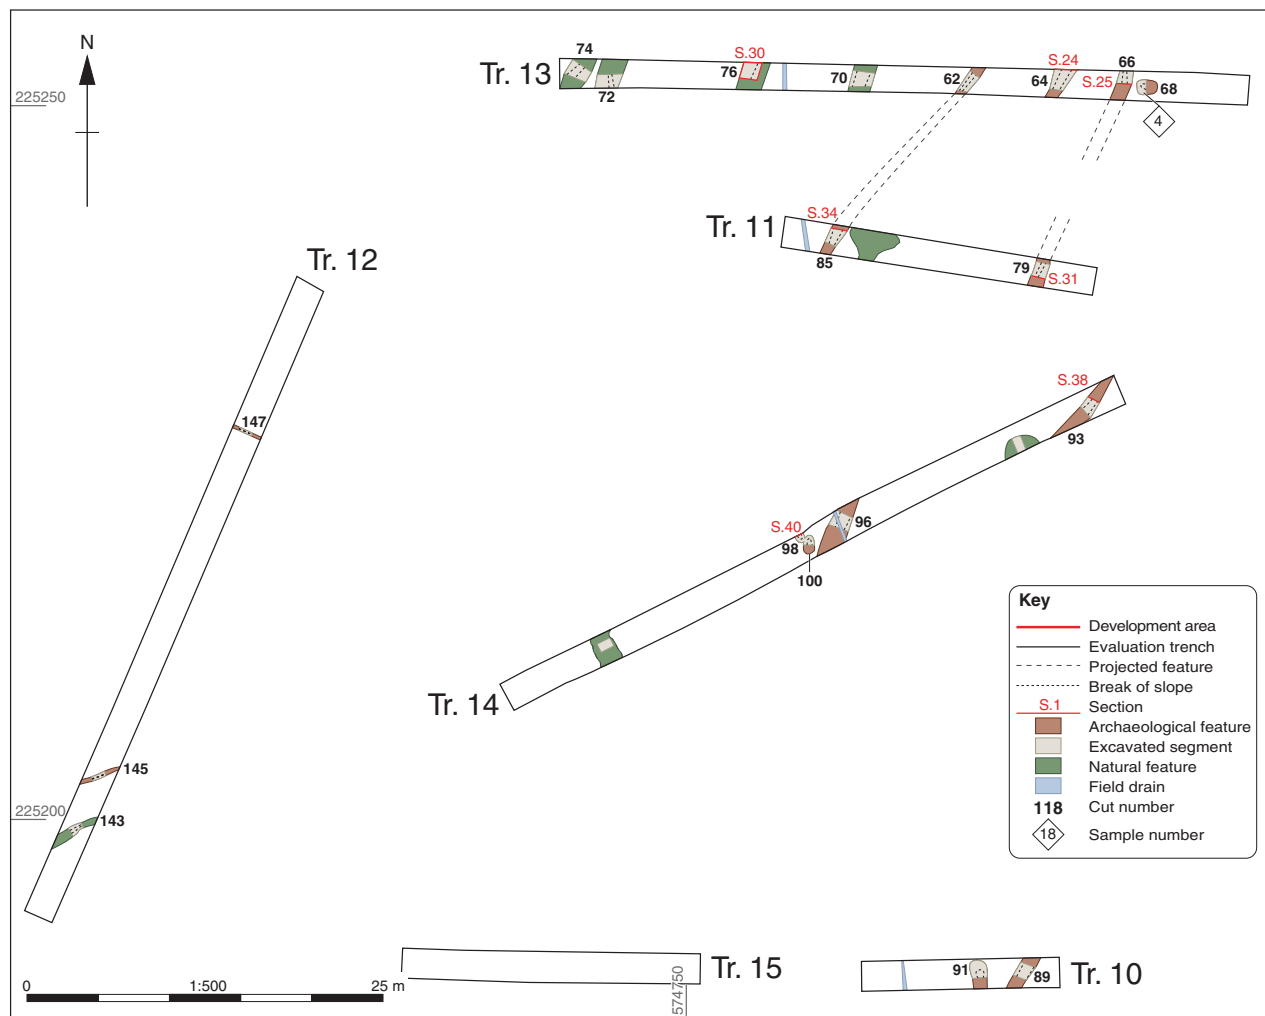 N
225250
Tr. 13
74
72
S.30
76
70
62
S.24
64
66
S.25
68
4
Tr. 11
S.34
85
79
S.31
Tr. 12
147
145
143
225200
S.38
93
96
S.40
98
100
Tr. 14
Key
Development area
Evaluation trench
Projected feature
Break of slope
S.1 Section
Archaeological feature
Excavated segment
Natural feature
Field drain
118 Cut number
18 Sample number
Tr. 15
574750
91
89
Tr. 10
0 1:500 25 m